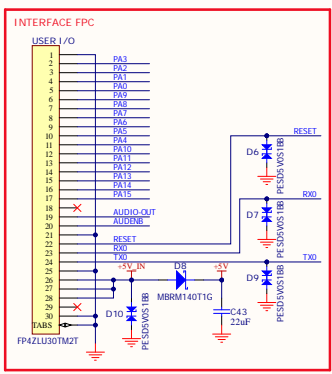 INTERFACE FPC
USER I/O
1
2 PA3
3 PA2
4 PA1
5 PA0
6 PA9
7 PA8
8 PA7
9 PA6
10 PA5
11 PA4
12 PA10
13 PA11
14 PA12
15 PA13
16 PA14
17 PA15
18
19 AUDIO-OUT
20 AUDENB
21
22 RESET
23 RX0
24 TX0
25
26
27
28
29
30
TABS
FP4ZLU30TM2T
+5V_IN
D10
PESD5V0S1BB
D8
MBRM140T1G
+5V
C43
22uF
RESET
D6
PESD5V0S1BB
RX0
D7
PESD5V0S1BB
TX0
D9
PESD5V0S1BB